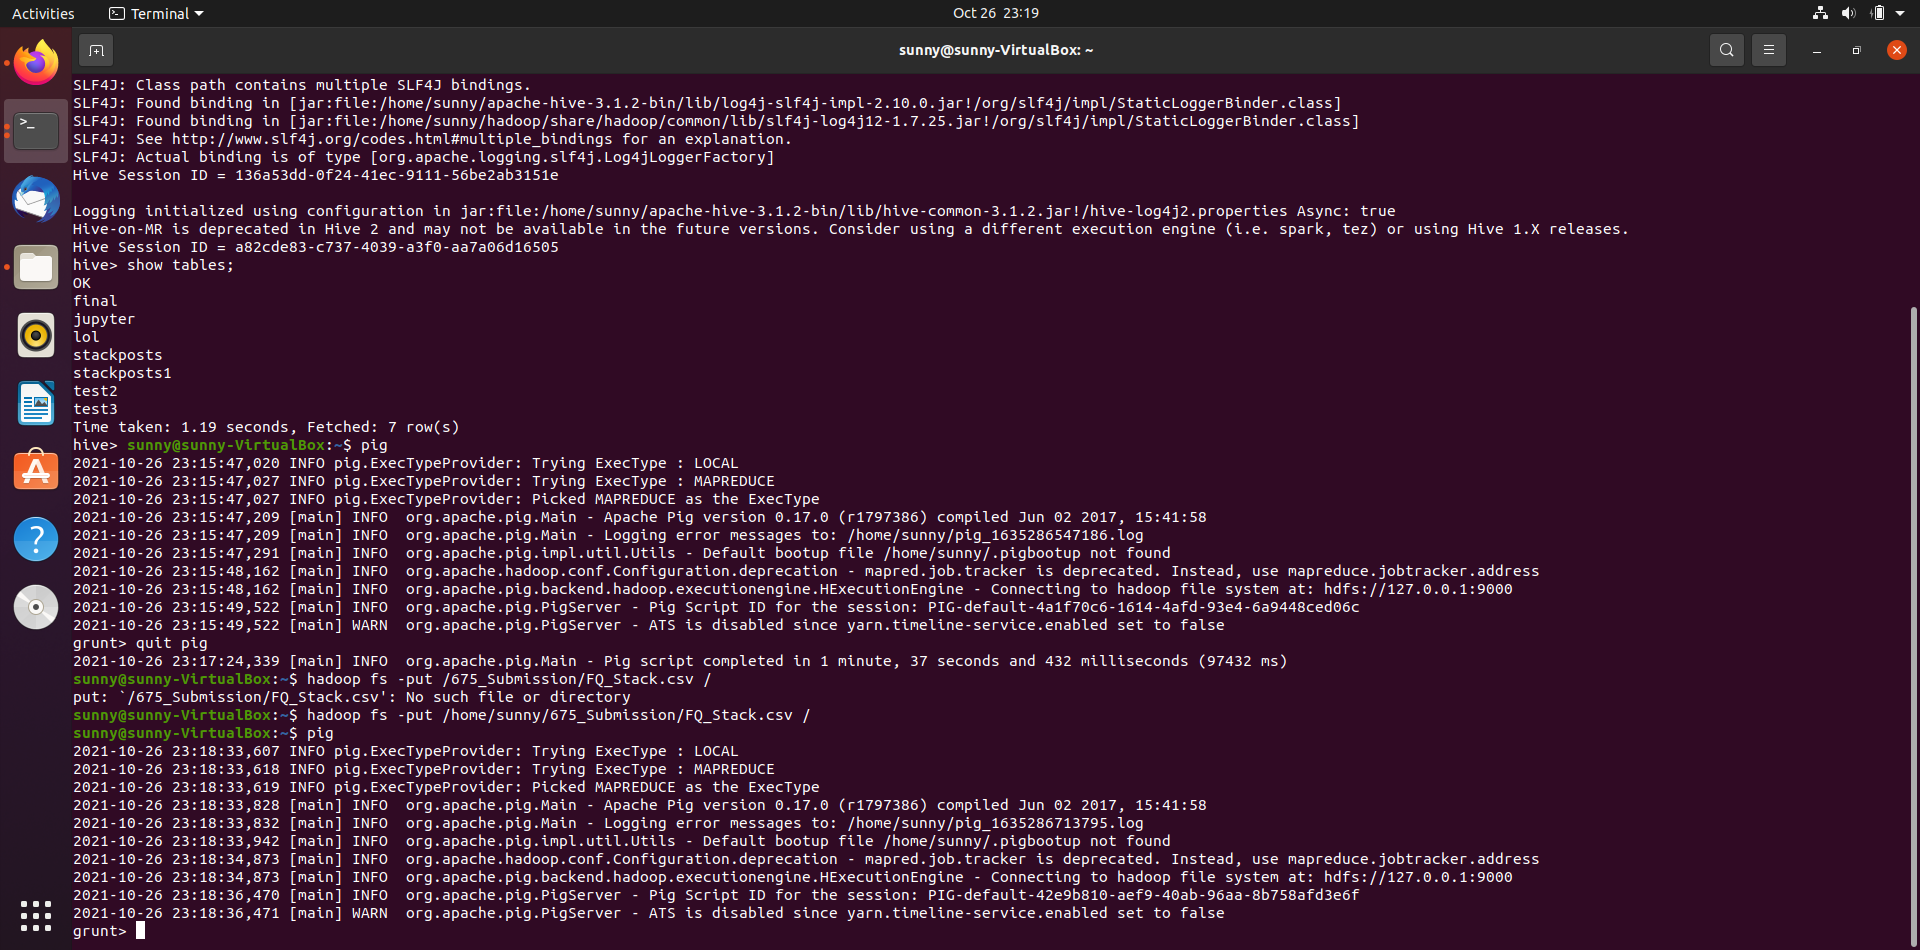 Activities
Terminal
Oct 26 23:19
sunny@sunny-VirtualBox: ~
SLF4J: Class path contains multiple SLF4J bindings.
SLF4J: Found binding in [jar:file:/home/sunny/apache-hive-3.1.2-bin/lib/log4j-slf4j-impl-2.10.0.jar!/org/slf4j/impl/StaticLoggerBinder.class]
SLF4J: Found binding in [jar:file:/home/sunny/hadoop/share/hadoop/common/lib/slf4j-log4j12-1.7.25.jar!/org/slf4j/impl/StaticLoggerBinder.class]
SLF4J: See http://www.slf4j.org/codes.html#multiple_bindings for an explanation.
SLF4J: Actual binding is of type [org.apache.logging.slf4j.Log4jLoggerFactory]
Hive Session ID = 136a53dd-0f24-41ec-9111-56be2ab3151e
Logging initialized using configuration in jar:file:/home/sunny/apache-hive-3.1.2-bin/lib/hive-common-3.1.2.jar!/hive-log4j2.properties Async: true
Hive-on-MR is deprecated in Hive 2 and may not be available in the future versions. Consider using a different execution engine (i.e. spark, tez) or using Hive 1.X releases.
Hive Session ID = a82cde83-c737-4039-a3f0-aa7a06d16505
hive> show tables;
OK
final
jupyter
lol
stackposts
stackposts1
test2
test3
Time taken: 1.19 seconds, Fetched: 7 row(s)
hive> sunny@sunny-VirtualBox:~$ pig
2021-10-26 23:15:47,020 INFO pig.ExecTypeProvider: Trying ExecType : LOCAL
2021-10-26 23:15:47,027 INFO pig.ExecTypeProvider: Trying ExecType : MAPREDUCE
2021-10-26 23:15:47,027 INFO pig.ExecTypeProvider: Picked MAPREDUCE as the ExecType
2021-10-26 23:15:47,209 [main] INFO  org.apache.pig.Main - Apache Pig version 0.17.0 (r1797386) compiled Jun 02 2017, 15:41:58
2021-10-26 23:15:47,209 [main] INFO  org.apache.pig.Main - Logging error messages to: /home/sunny/pig_1635286547186.log
2021-10-26 23:15:47,291 [main] INFO  org.apache.pig.impl.util.Utils - Default bootup file /home/sunny/.pigbootup not found
2021-10-26 23:15:48,162 [main] INFO  org.apache.hadoop.conf.Configuration.deprecation - mapred.job.tracker is deprecated. Instead, use mapreduce.jobtracker.address
2021-10-26 23:15:48,162 [main] INFO  org.apache.pig.backend.hadoop.executionengine.HExecutionEngine - Connecting to hadoop file system at: hdfs://127.0.0.1:9000
2021-10-26 23:15:49,522 [main] INFO  org.apache.pig.PigServer - Pig Script ID for the session: PIG-default-4a1f70c6-1614-4afd-93e4-6a9448ced06c
2021-10-26 23:15:49,522 [main] WARN  org.apache.pig.PigServer - ATS is disabled since yarn.timeline-service.enabled set to false
grunt> quit pig
2021-10-26 23:17:24,339 [main] INFO  org.apache.pig.Main - Pig script completed in 1 minute, 37 seconds and 432 milliseconds (97432 ms)
sunny@sunny-VirtualBox:~$ hadoop fs -put /675_Submission/FQ_Stack.csv /
put: `/675_Submission/FQ_Stack.csv': No such file or directory
sunny@sunny-VirtualBox:~$ hadoop fs -put /home/sunny/675_Submission/FQ_Stack.csv /
sunny@sunny-VirtualBox:~$ pig
2021-10-26 23:18:33,607 INFO pig.ExecTypeProvider: Trying ExecType : LOCAL
2021-10-26 23:18:33,618 INFO pig.ExecTypeProvider: Trying ExecType : MAPREDUCE
2021-10-26 23:18:33,619 INFO pig.ExecTypeProvider: Picked MAPREDUCE as the ExecType
2021-10-26 23:18:33,828 [main] INFO  org.apache.pig.Main - Apache Pig version 0.17.0 (r1797386) compiled Jun 02 2017, 15:41:58
2021-10-26 23:18:33,832 [main] INFO  org.apache.pig.Main - Logging error messages to: /home/sunny/pig_1635286713795.log
2021-10-26 23:18:33,942 [main] INFO  org.apache.pig.impl.util.Utils - Default bootup file /home/sunny/.pigbootup not found
2021-10-26 23:18:34,873 [main] INFO  org.apache.hadoop.conf.Configuration.deprecation - mapred.job.tracker is deprecated. Instead, use mapreduce.jobtracker.address
2021-10-26 23:18:34,873 [main] INFO  org.apache.pig.backend.hadoop.executionengine.HExecutionEngine - Connecting to hadoop file system at: hdfs://127.0.0.1:9000
2021-10-26 23:18:36,470 [main] INFO  org.apache.pig.PigServer - Pig Script ID for the session: PIG-default-42e9b810-aef9-40ab-96aa-8b758afd3e6f
2021-10-26 23:18:36,471 [main] WARN  org.apache.pig.PigServer - ATS is disabled since yarn.timeline-service.enabled set to false
grunt>